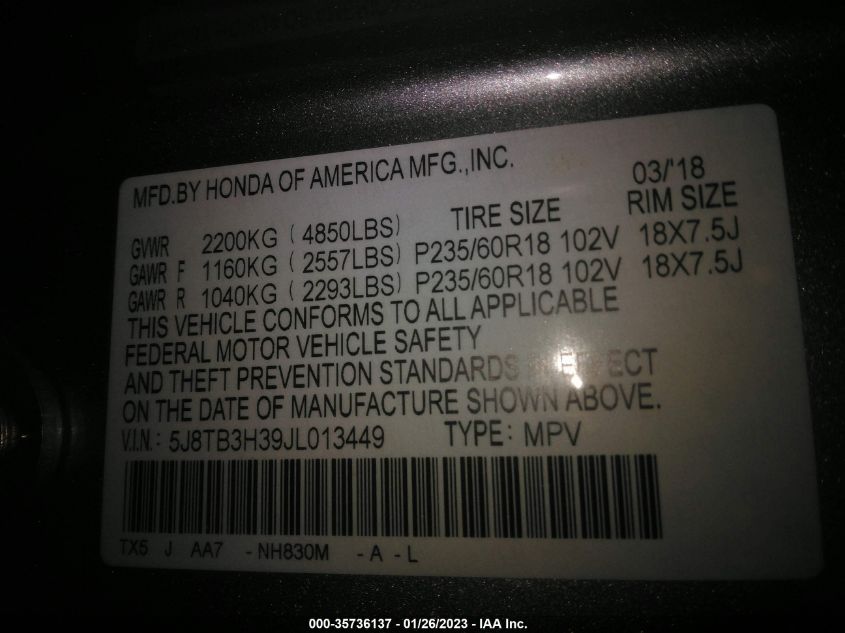 MFD.BY HONDA OF AMERICA MFG.,INC. 03/'18
TIRE SIZE RIM SIZE
GVWR 2200KG ( 4850LBS)
GAWR F 1160KG ( 2557LBS) P235/60R18 102V 18X7.5J
GAWR R 1040KG ( 2293LBS) P235/60R18 102V 18X7.5J
THIS VEHICLE CONFORMS TO ALL APPLICABLE
FEDERAL MOTOR VEHICLE SAFETY
AND THEFT PREVENTION STANDARDS IN EFFECT
ON THE DATE OF MANUFACTURE SHOWN ABOVE.
V.I.N.: 5J8TB3H39JL013449 TYPE: MPV
TX5 J AA7 - NH830M - A - L
000-35736137 - 01/26/2023 - IAA Inc.